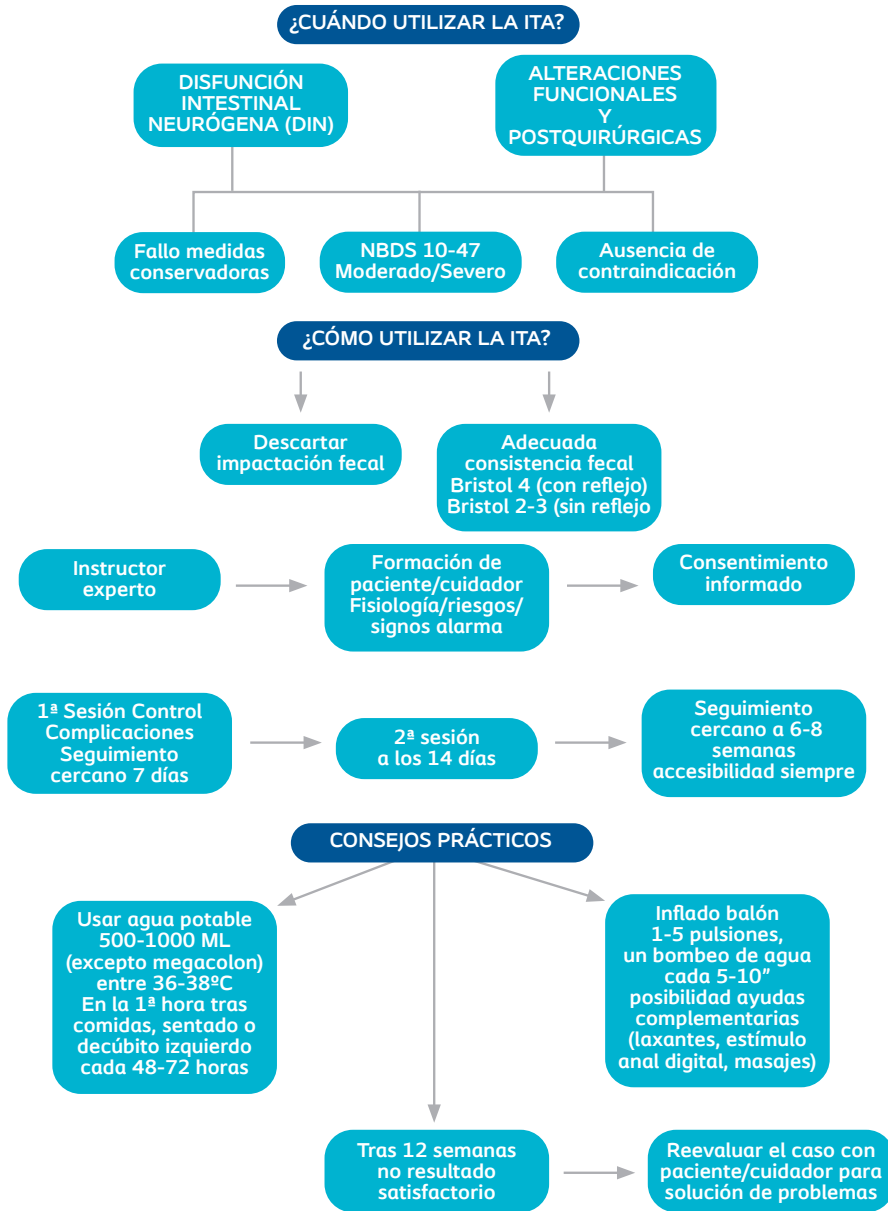 ¿CUÁNDO UTILIZAR LA ITA?
DISFUNCIÓN
INTESTINAL
NEURÓGENA (DIN)
ALTERACIONES
FUNCIONALES
Y
POSTQUIRÚRGICAS
Fallo medidas
conservadoras
NBDS 10-47
Moderado/Severo
Ausencia de
contraindicación
¿CÓMO UTILIZAR LA ITA?
Descartar
impactación fecal
Adecuada
consistencia fecal
Bristol 4 (con reflejo)
Bristol 2-3 (sin reflejo
Instructor
experto
Formación de
paciente/cuidador
Fisiología/riesgos/
signos alarma
Consentimiento
informado
1ª Sesión Control
Complicaciones
Seguimiento
cercano 7 días
2ª sesión
a los 14 días
Seguimiento
cercano a 6-8
semanas
accesibilidad siempre
CONSEJOS PRÁCTICOS
Usar agua potable
500-1000 ML
(excepto megacolon)
entre 36-38ºC
En la 1ª hora tras
comidas, sentado o
decúbito izquierdo
cada 48-72 horas
Inflado balón
1-5 pulsiones,
un bombeo de agua
cada 5-10”
posibilidad ayudas
complementarias
(laxantes, estímulo
anal digital, masajes)
Tras 12 semanas
no resultado
satisfactorio
Reevaluar el caso con
paciente/cuidador para
solución de problemas